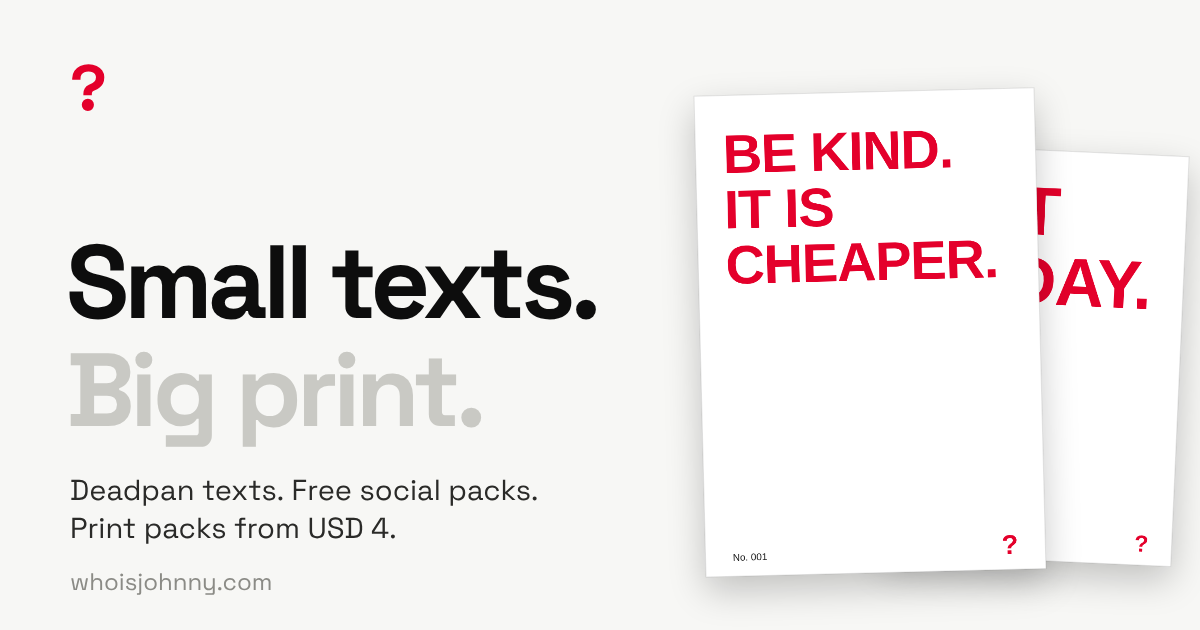 ?
Small texts.
Big print.
Deadpan texts. Free social packs.
Print packs from USD 4.
whoisjohnny.com
BE KIND.
IT IS
CHEAPER.
No. 001
?
?